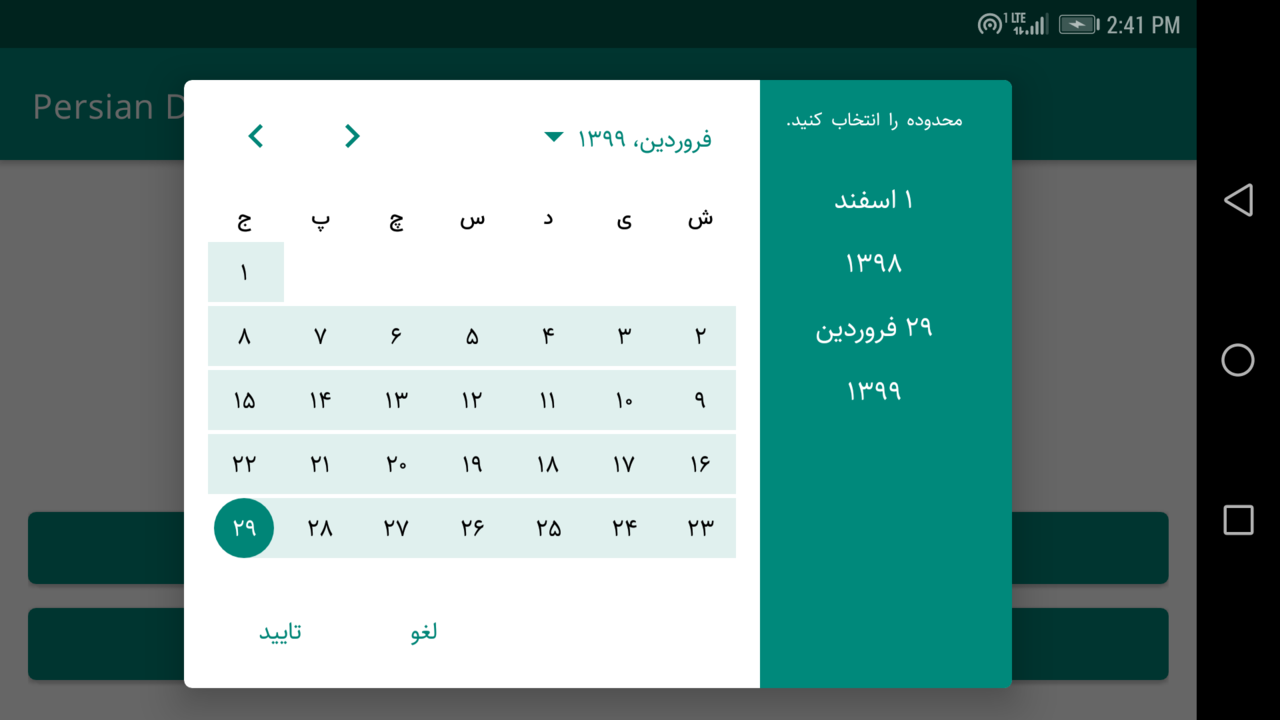 1 LTE 2:41 PM
Persian D
محدوده را انتخاب کنید.
۱ اسفند
۱۳۹۸
۲۹ فروردین
۱۳۹۹
فروردین، ۱۳۹۹
ش ی د س چ پ ج
۱
۲ ۳ ۴ ۵ ۶ ۷ ۸
۹ ۱۰ ۱۱ ۱۲ ۱۳ ۱۴ ۱۵
۱۶ ۱۷ ۱۸ ۱۹ ۲۰ ۲۱ ۲۲
۲۳ ۲۴ ۲۵ ۲۶ ۲۷ ۲۸ ۲۹
لغو تایید